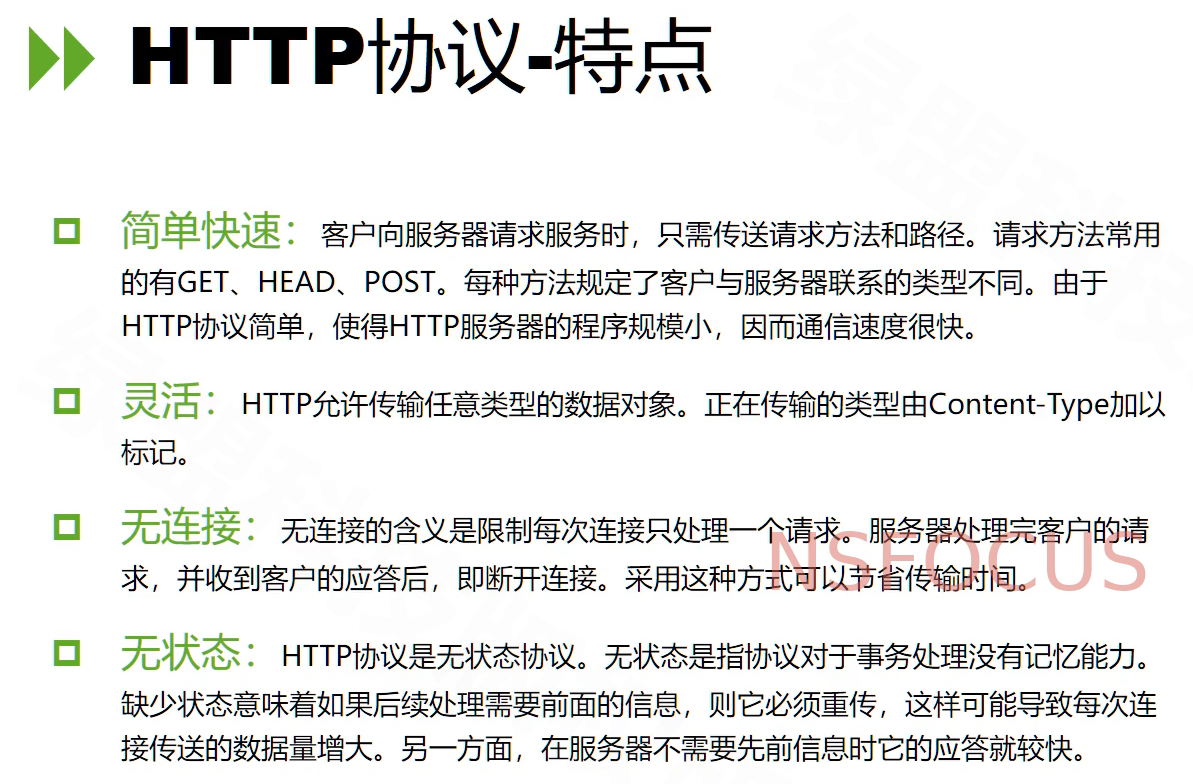 HTTP协议-特点
简单快速：客户向服务器请求服务时，只需传送请求方法和路径。请求方法常用
的有GET、HEAD、POST。每种方法规定了客户与服务器联系的类型不同。由于
HTTP协议简单，使得HTTP服务器的程序规模小，因而通信速度很快。
灵活：HTTP允许传输任意类型的数据对象。正在传输的类型由Content-Type加以
标记。
无连接：无连接的含义是限制每次连接只处理一个请求。服务器处理完客户的请
求，并收到客户的应答后，即断开连接。采用这种方式可以节省传输时间。
NSFOCUS
无状态：HTTP协议是无状态协议。无状态是指协议对于事务处理没有记忆能力。
缺少状态意味着如果后续处理需要前面的信息，则它必须重传，这样可能导致每次连
接传送的数据量增大。另一方面，在服务器不需要先前信息时它的应答就较快。